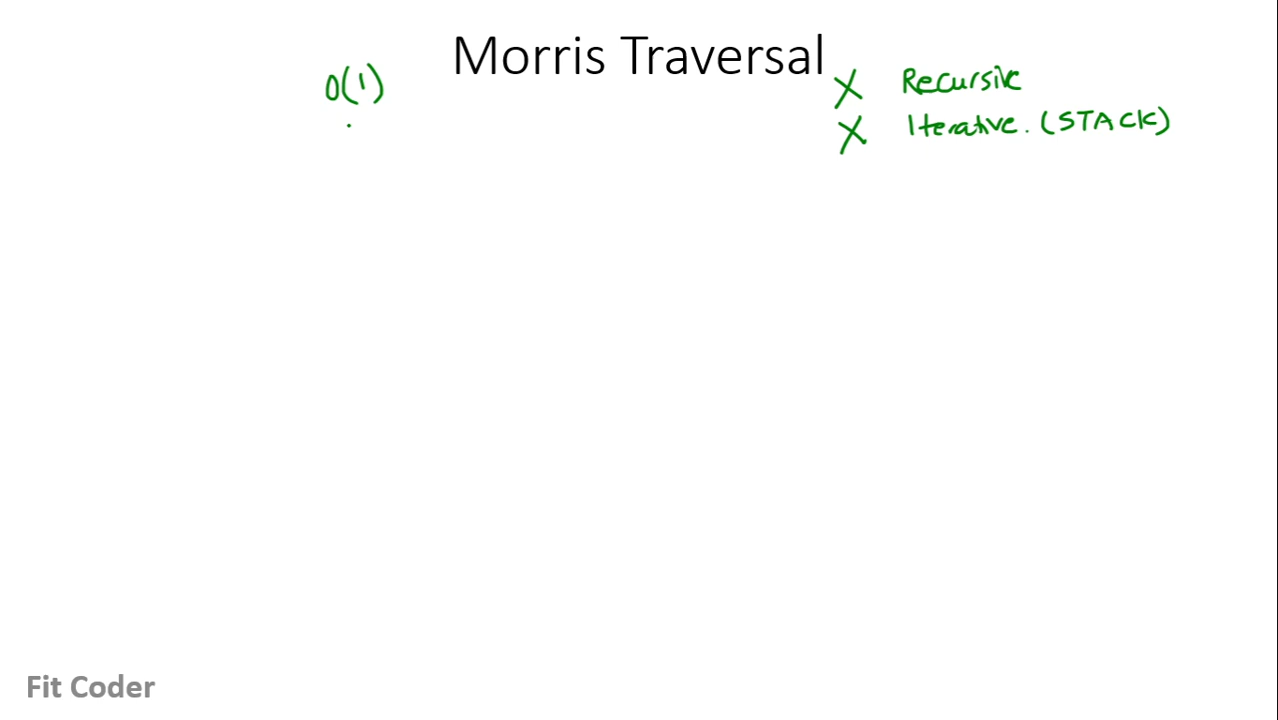 Morris Traversal
O(1)
X Recursive
X Iterative. (STACK)
Fit Coder